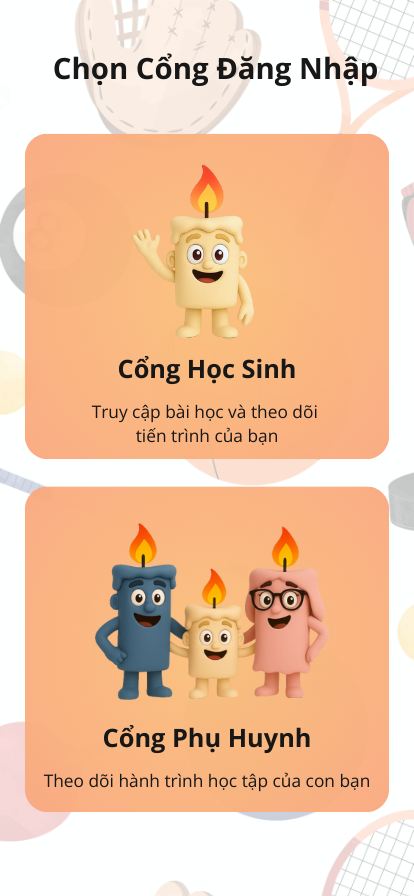 Chọn Cổng Đăng Nhập
Cổng Học Sinh
Truy cập bài học và theo dõi
tiến trình của bạn
Cổng Phụ Huynh
Theo dõi hành trình học tập của con bạn